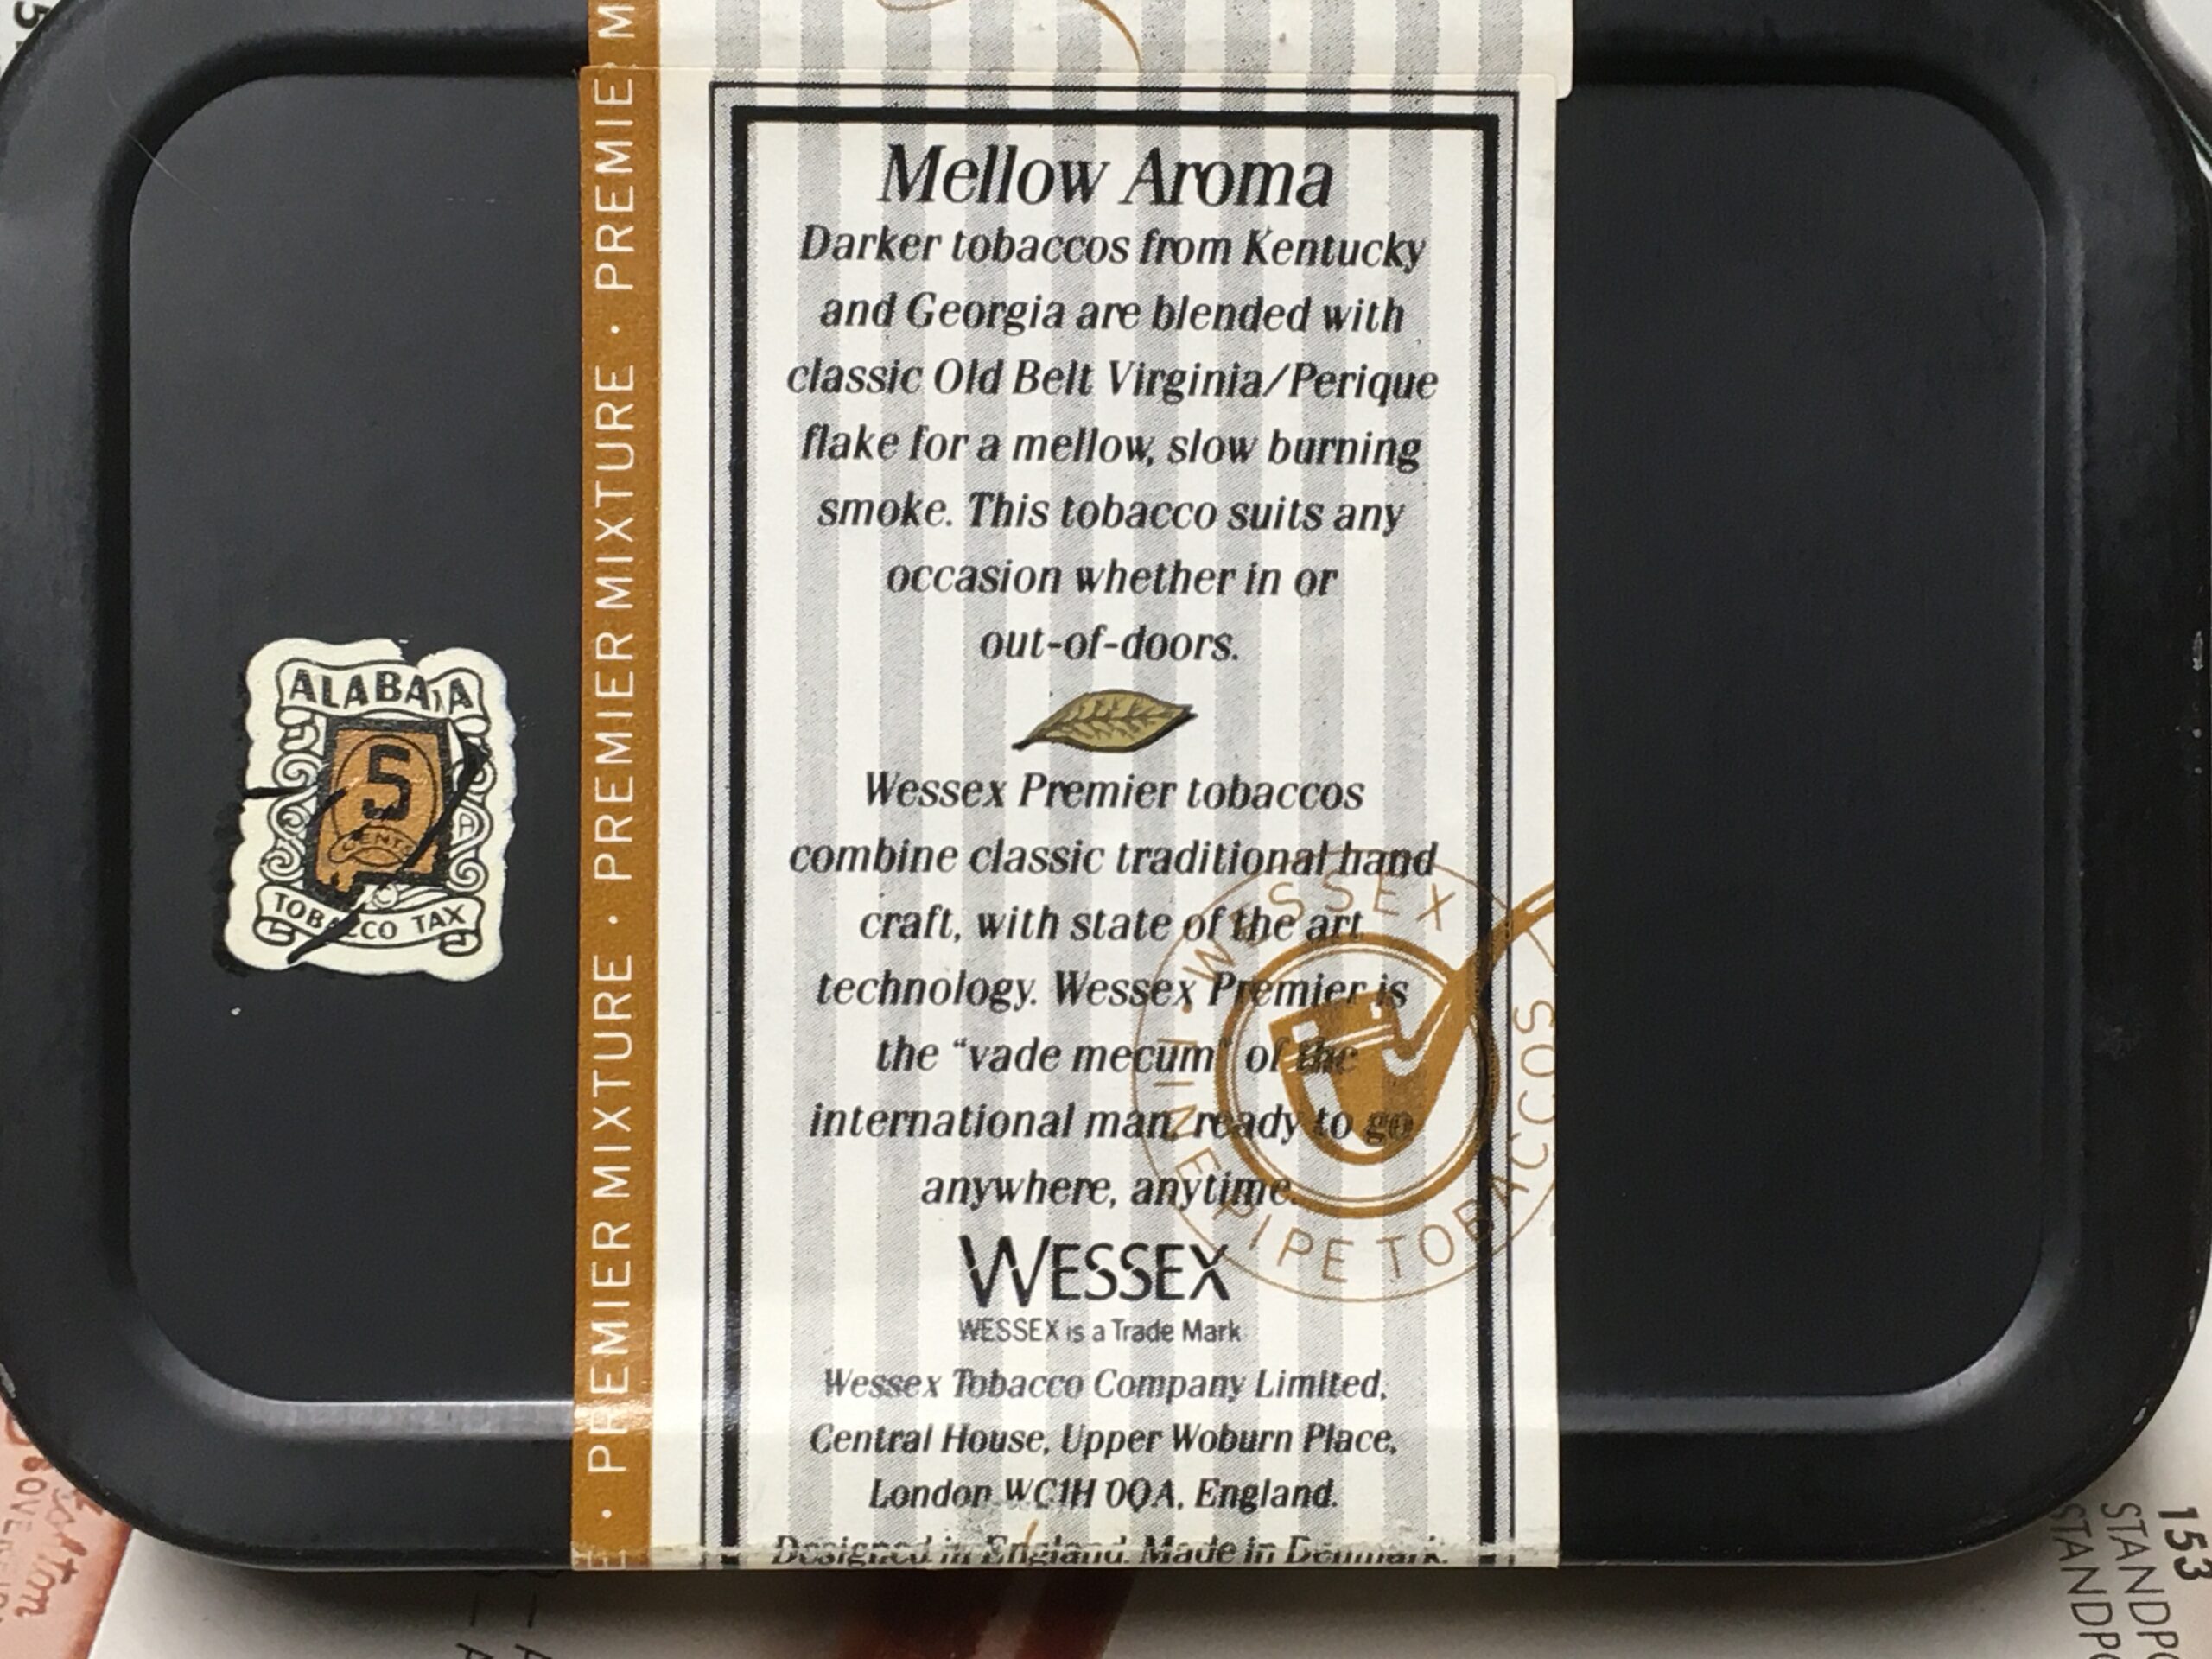 PREMIER MIXTURE · PREMIER MIXTURE · PREMIER MIXTURE · PREMIE
Mellow Aroma
Darker tobaccos from Kentucky
and Georgia are blended with
classic Old Belt Virginia/Perique
flake for a mellow, slow burning
smoke. This tobacco suits any
occasion whether in or
out-of-doors.
Wessex Premier tobaccos
combine classic traditional hand
craft, with state of the art
technology. Wessex Premier is
the “vade mecum” of the
international man, ready to go
anywhere, anytime.
WESSEX
WESSEX is a Trade Mark
Wessex Tobacco Company Limited,
Central House, Upper Woburn Place,
London WC1H 0QA, England.
Designed in England. Made in Denmark.
· WESSEX
FINE PIPE TOBACCOS
ALABAMA
5
CENTS
TOBACCO TAX
153
STANDP
STANDP